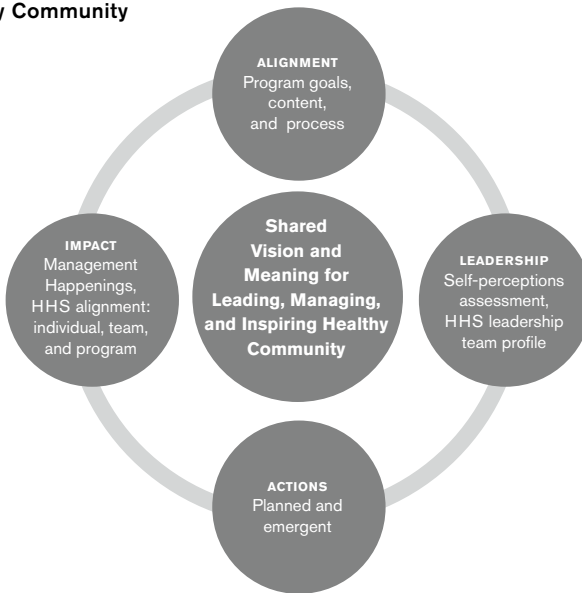 Community
ALIGNMENT
Program goals,
content,
and process
IMPACT
Management
Happenings,
HHS alignment:
individual, team,
and program
Shared
Vision and
Meaning for
Leading, Managing,
and Inspiring Healthy
Community
LEADERSHIP
Self-perceptions
assessment,
HHS leadership
team profile
ACTIONS
Planned and
emergent